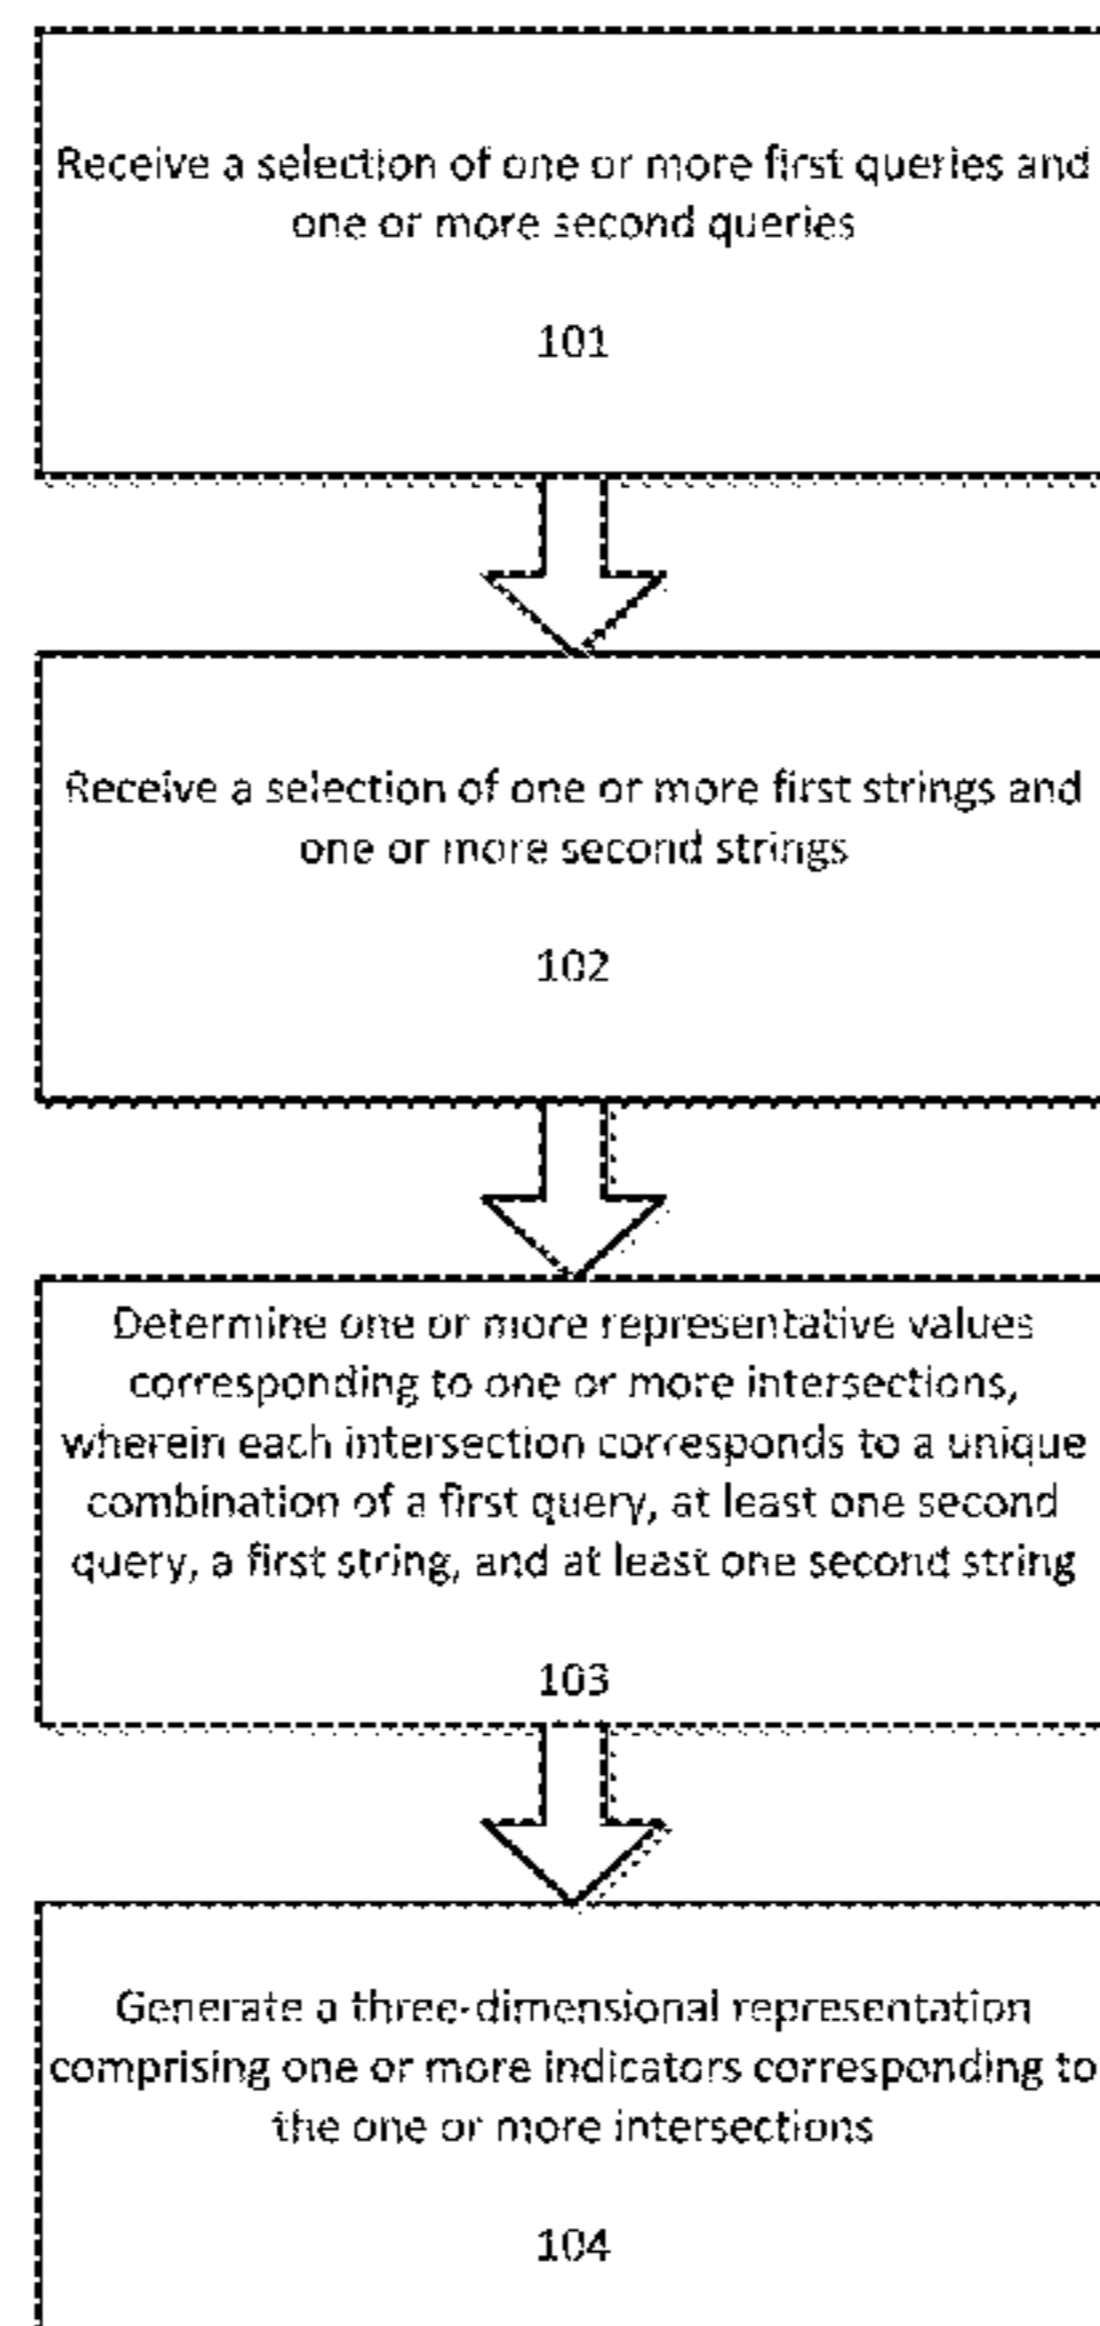 Receive a selection of one or more first queries and
one or more second queries
101
Receive a selection of one or more first strings and
one or more second strings
102
Determine one or more representative values
corresponding to one or more intersections,
wherein each intersection corresponds to a unique
combination of a first query, at least one second
query, a first string, and at least one second string
103
Generate a three-dimensional representation
comprising one or more indicators corresponding to
the one or more intersections
104